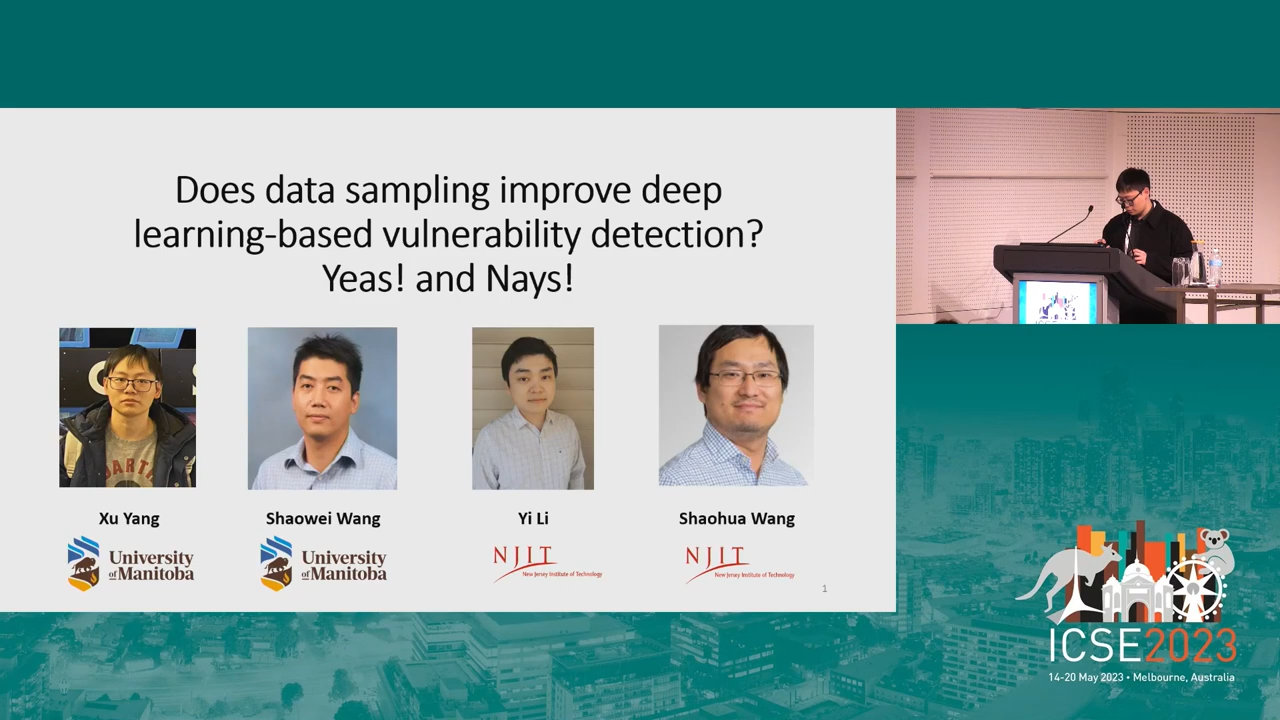 Does data sampling improve deep
learning-based vulnerability detection?
Yeas! and Nays!
Xu Yang
Shaowei Wang
Yi Li
Shaohua Wang
University
of Manitoba
University
of Manitoba
NJIT
New Jersey Institute of Technology
NJIT
New Jersey Institute of Technology
1
ICSE
ICSE2023
14-20 May 2023 • Melbourne, Australia